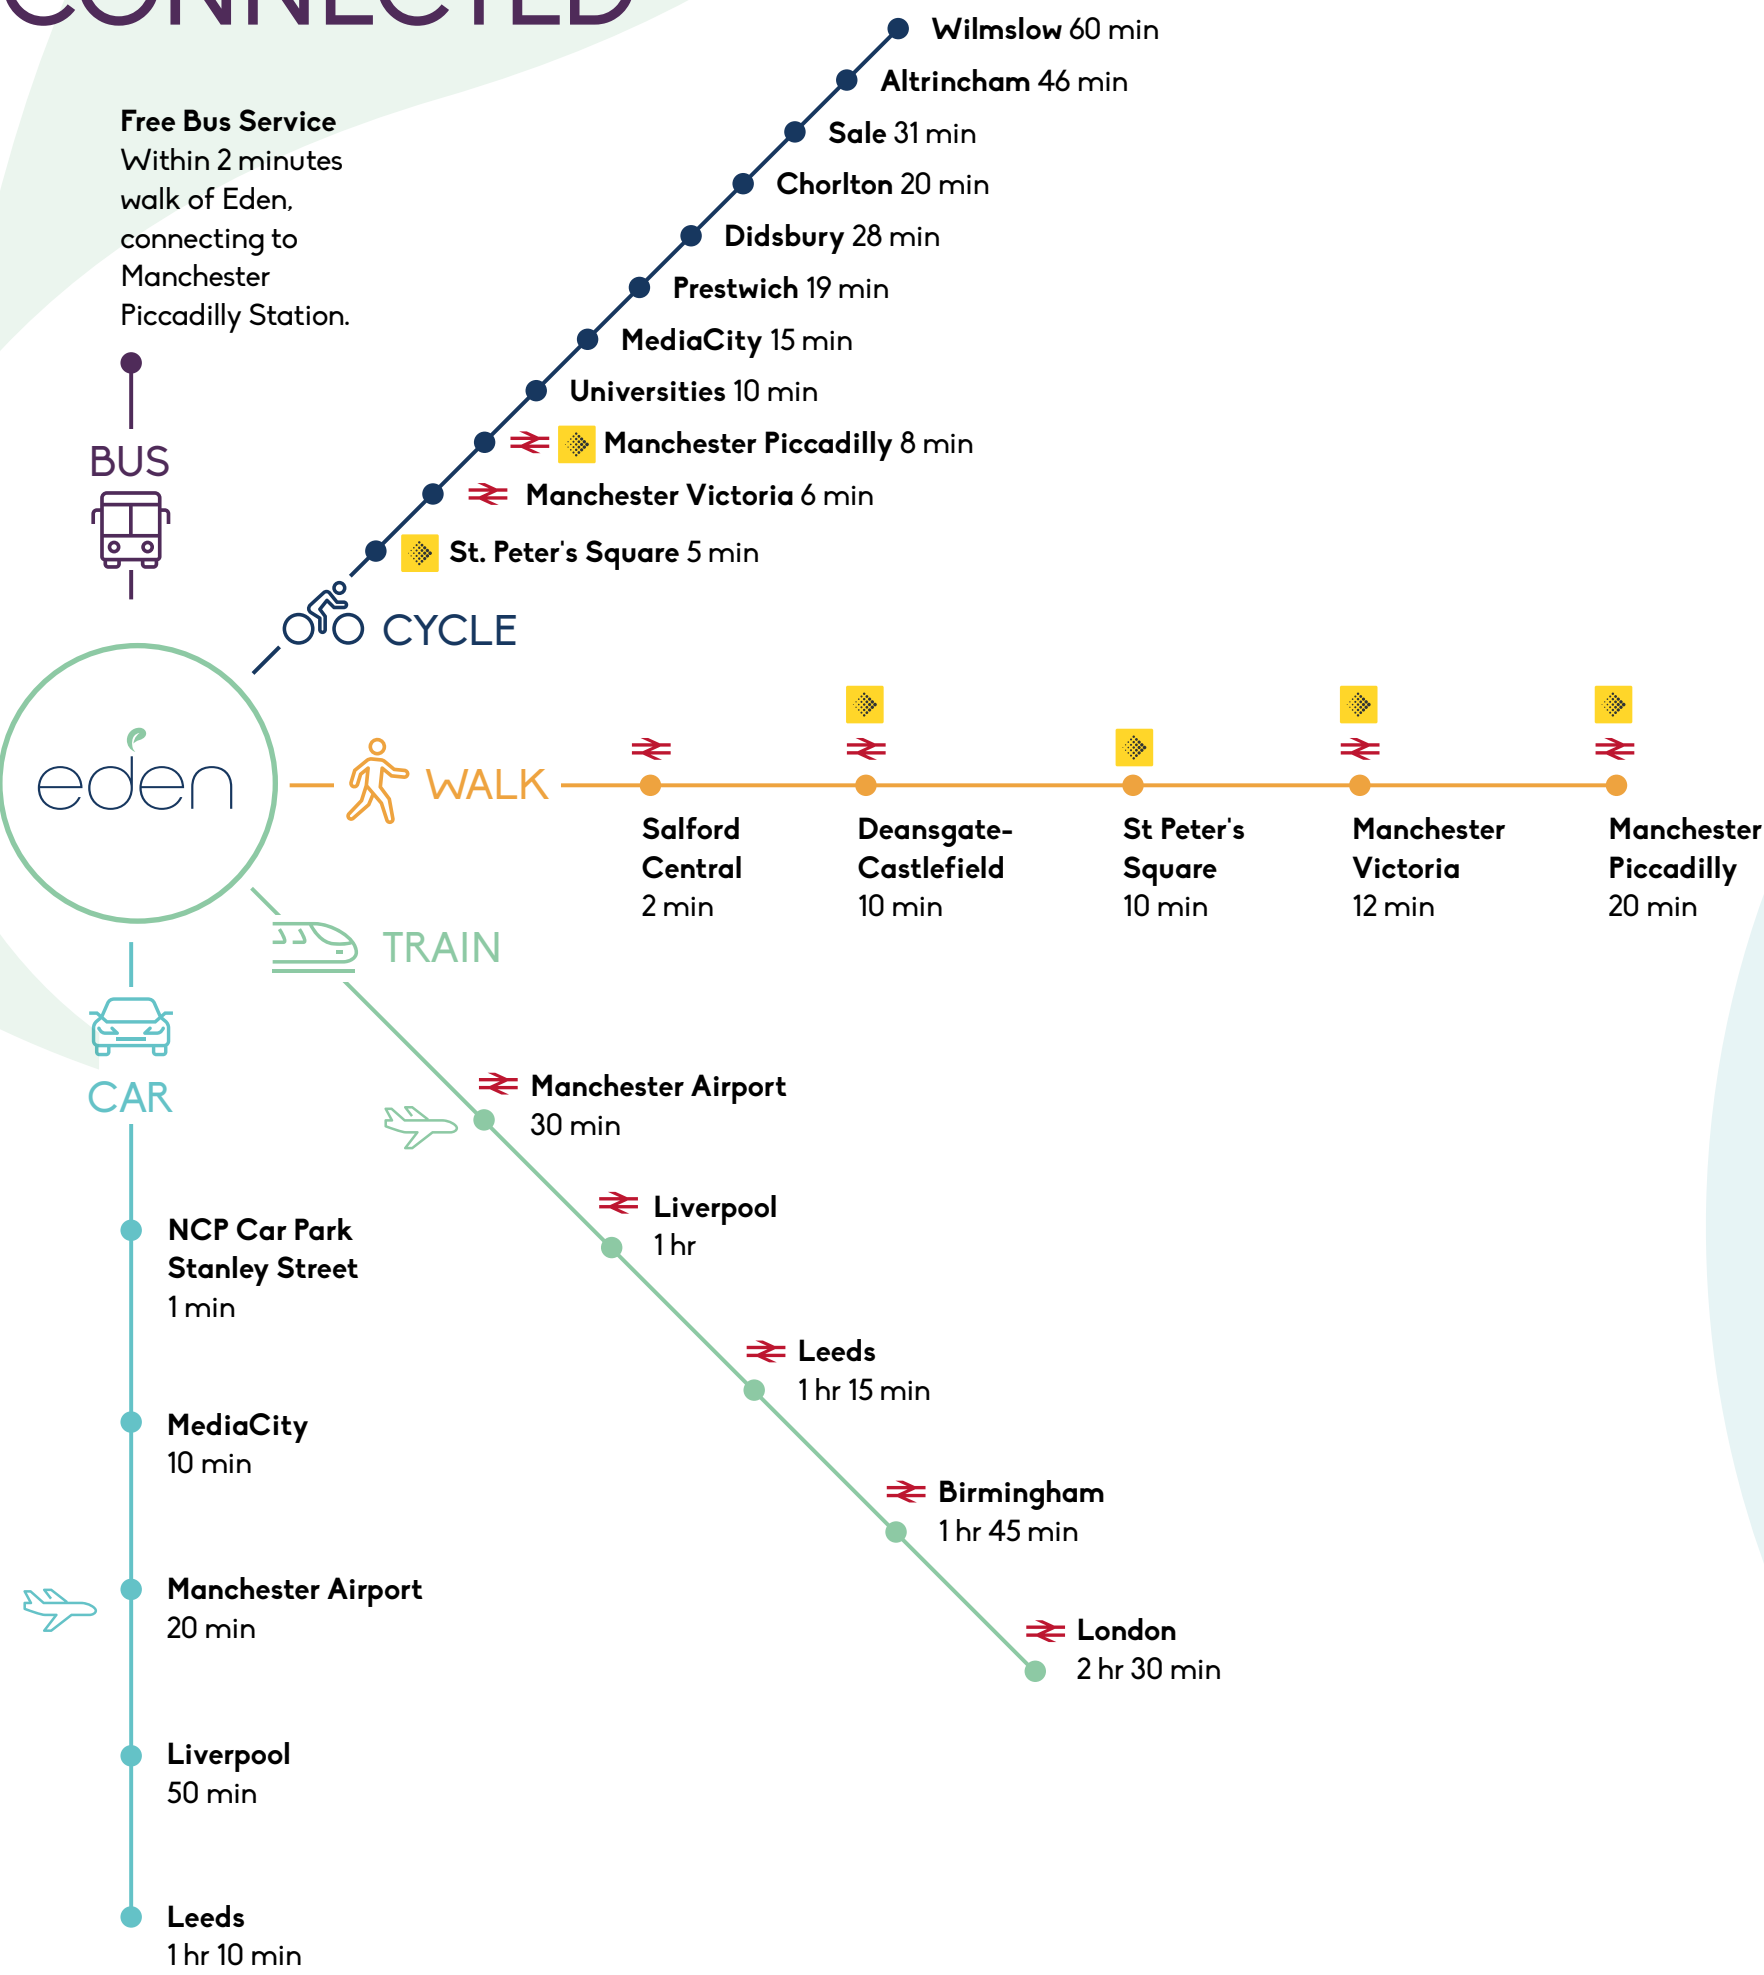 CONNECTED
Free Bus Service
Within 2 minutes
walk of Eden,
connecting to
Manchester
Piccadilly Station.
BUS
Wilmslow 60 min
Altrincham 46 min
Sale 31 min
Chorlton 20 min
Didsbury 28 min
Prestwich 19 min
MediaCity 15 min
Universities 10 min
Manchester Piccadilly 8 min
Manchester Victoria 6 min
St. Peter's Square 5 min
CYCLE
eden
WALK
Salford
Central
2 min
Deansgate-
Castlefield
10 min
St Peter's
Square
10 min
Manchester
Victoria
12 min
Manchester
Piccadilly
20 min
TRAIN
Manchester Airport
30 min
Liverpool
1 hr
Leeds
1 hr 15 min
Birmingham
1 hr 45 min
London
2 hr 30 min
CAR
NCP Car Park
Stanley Street
1 min
MediaCity
10 min
Manchester Airport
20 min
Liverpool
50 min
Leeds
1 hr 10 min